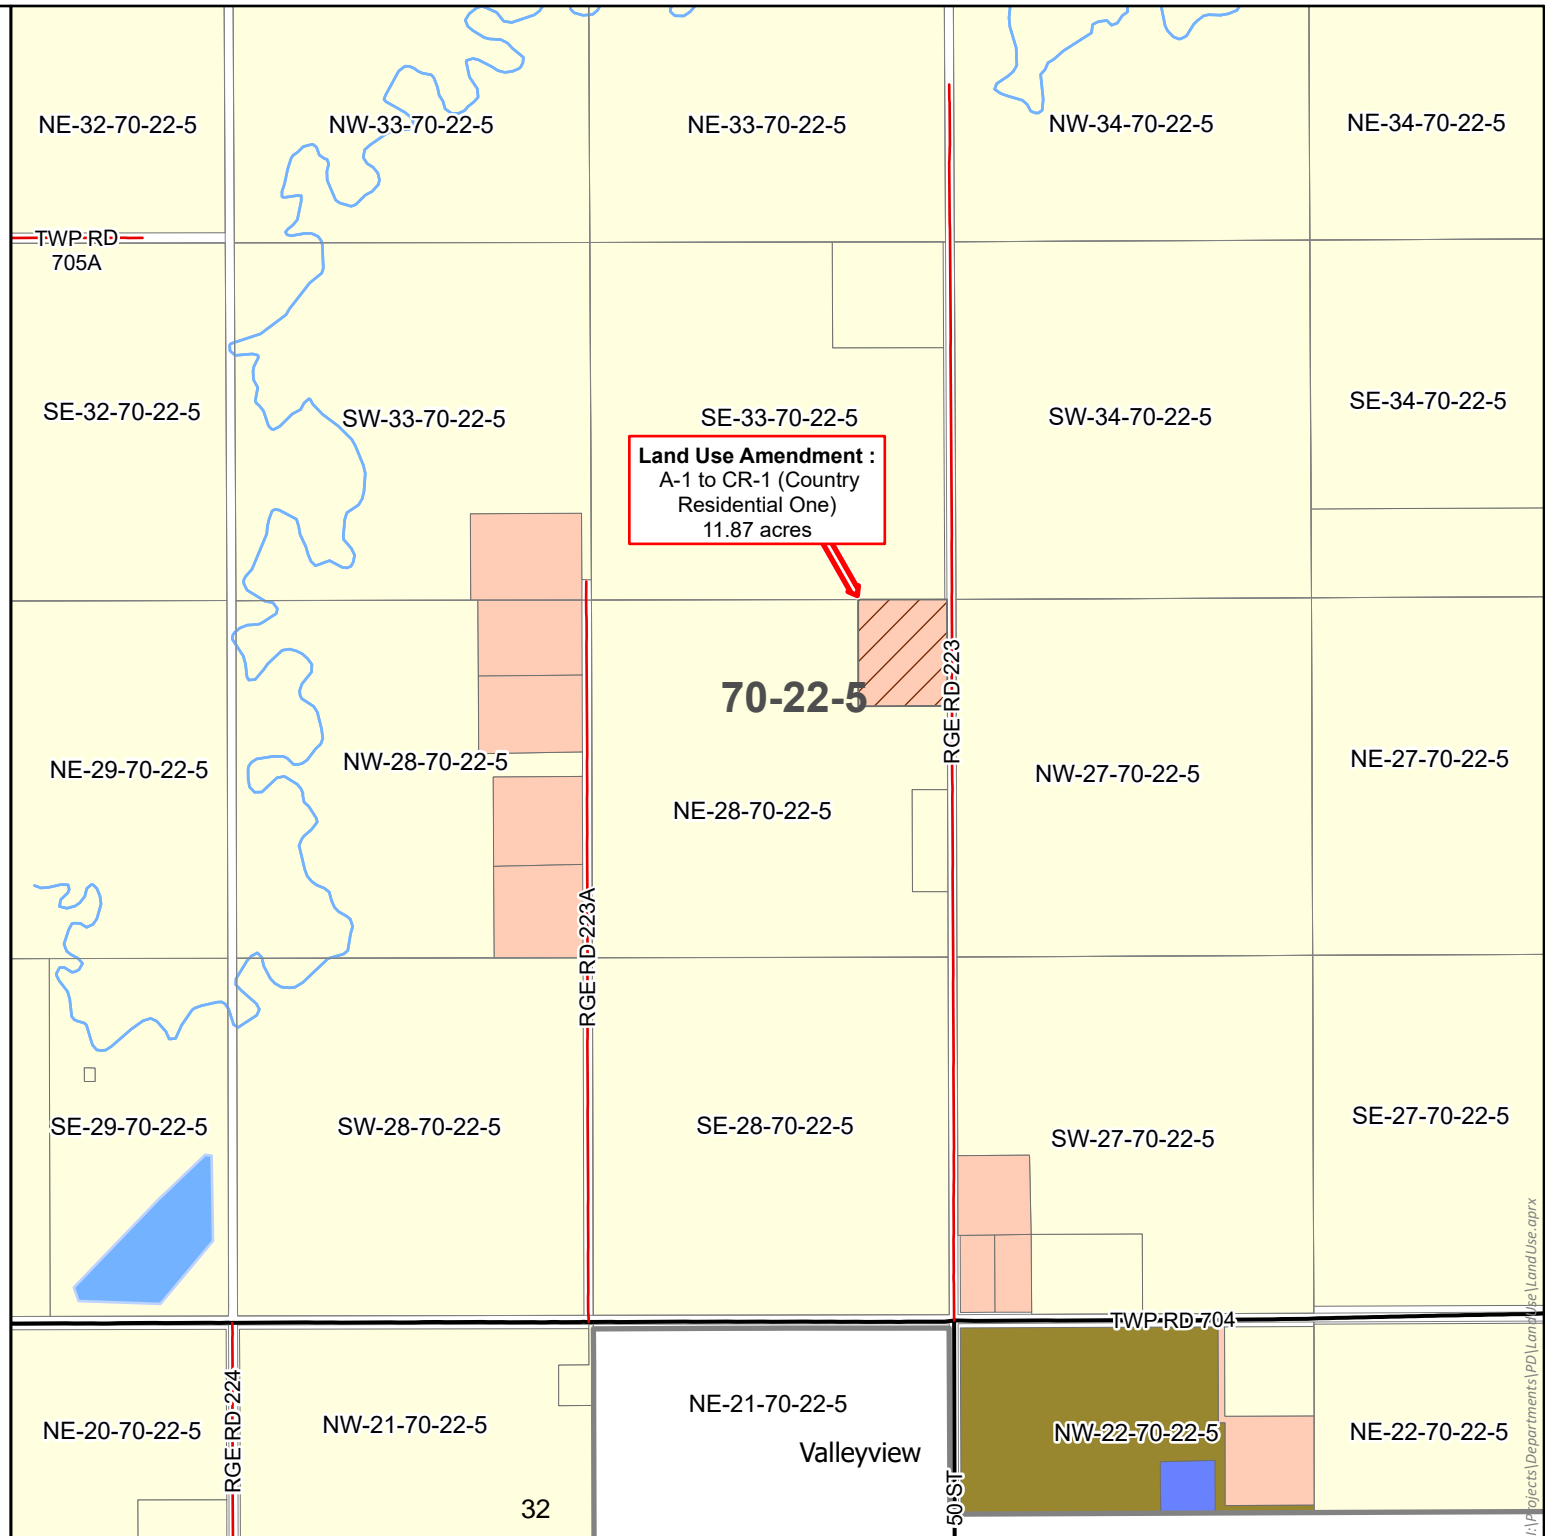 NE-32-70-22-5
NW-33-70-22-5
NE-33-70-22-5
NW-34-70-22-5
NE-34-70-22-5
TWP RD
705A
SE-32-70-22-5
SW-33-70-22-5
SE-33-70-22-5
SW-34-70-22-5
SE-34-70-22-5
Land Use Amendment :
A-1 to CR-1 (Country
Residential One)
11.87 acres
70-22-5
RGE RD 223
NE-29-70-22-5
NW-28-70-22-5
NE-28-70-22-5
NW-27-70-22-5
NE-27-70-22-5
RGE RD 223A
SE-29-70-22-5
SW-28-70-22-5
SE-28-70-22-5
SW-27-70-22-5
SE-27-70-22-5
TWP RD 704
NE-20-70-22-5
RGE RD 224
NW-21-70-22-5
NE-21-70-22-5
Valleyview
NW-22-70-22-5
NE-22-70-22-5
50 ST
32
I:\Projects\Departments\PD\LandUse\LandUse.aprx